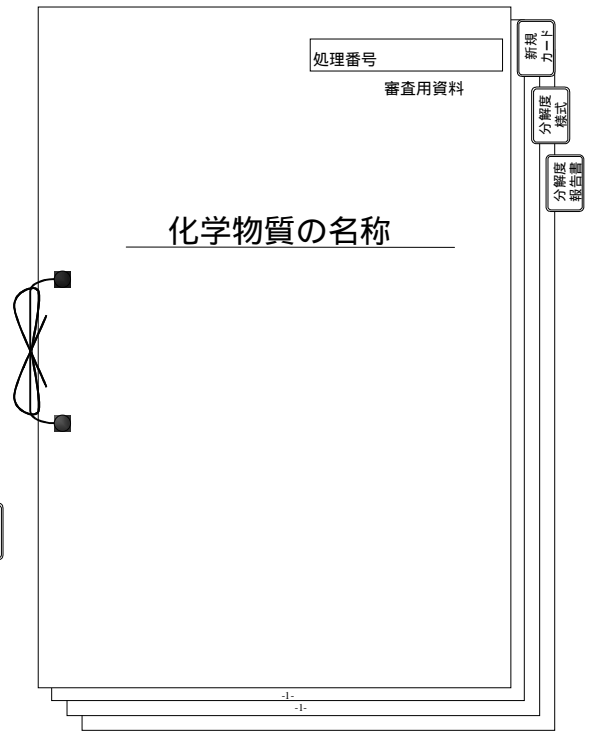 処理番号
審査用資料
化学物質の名称
新規
カード
分解度
様式
分解度
報告書
-1-
-1-